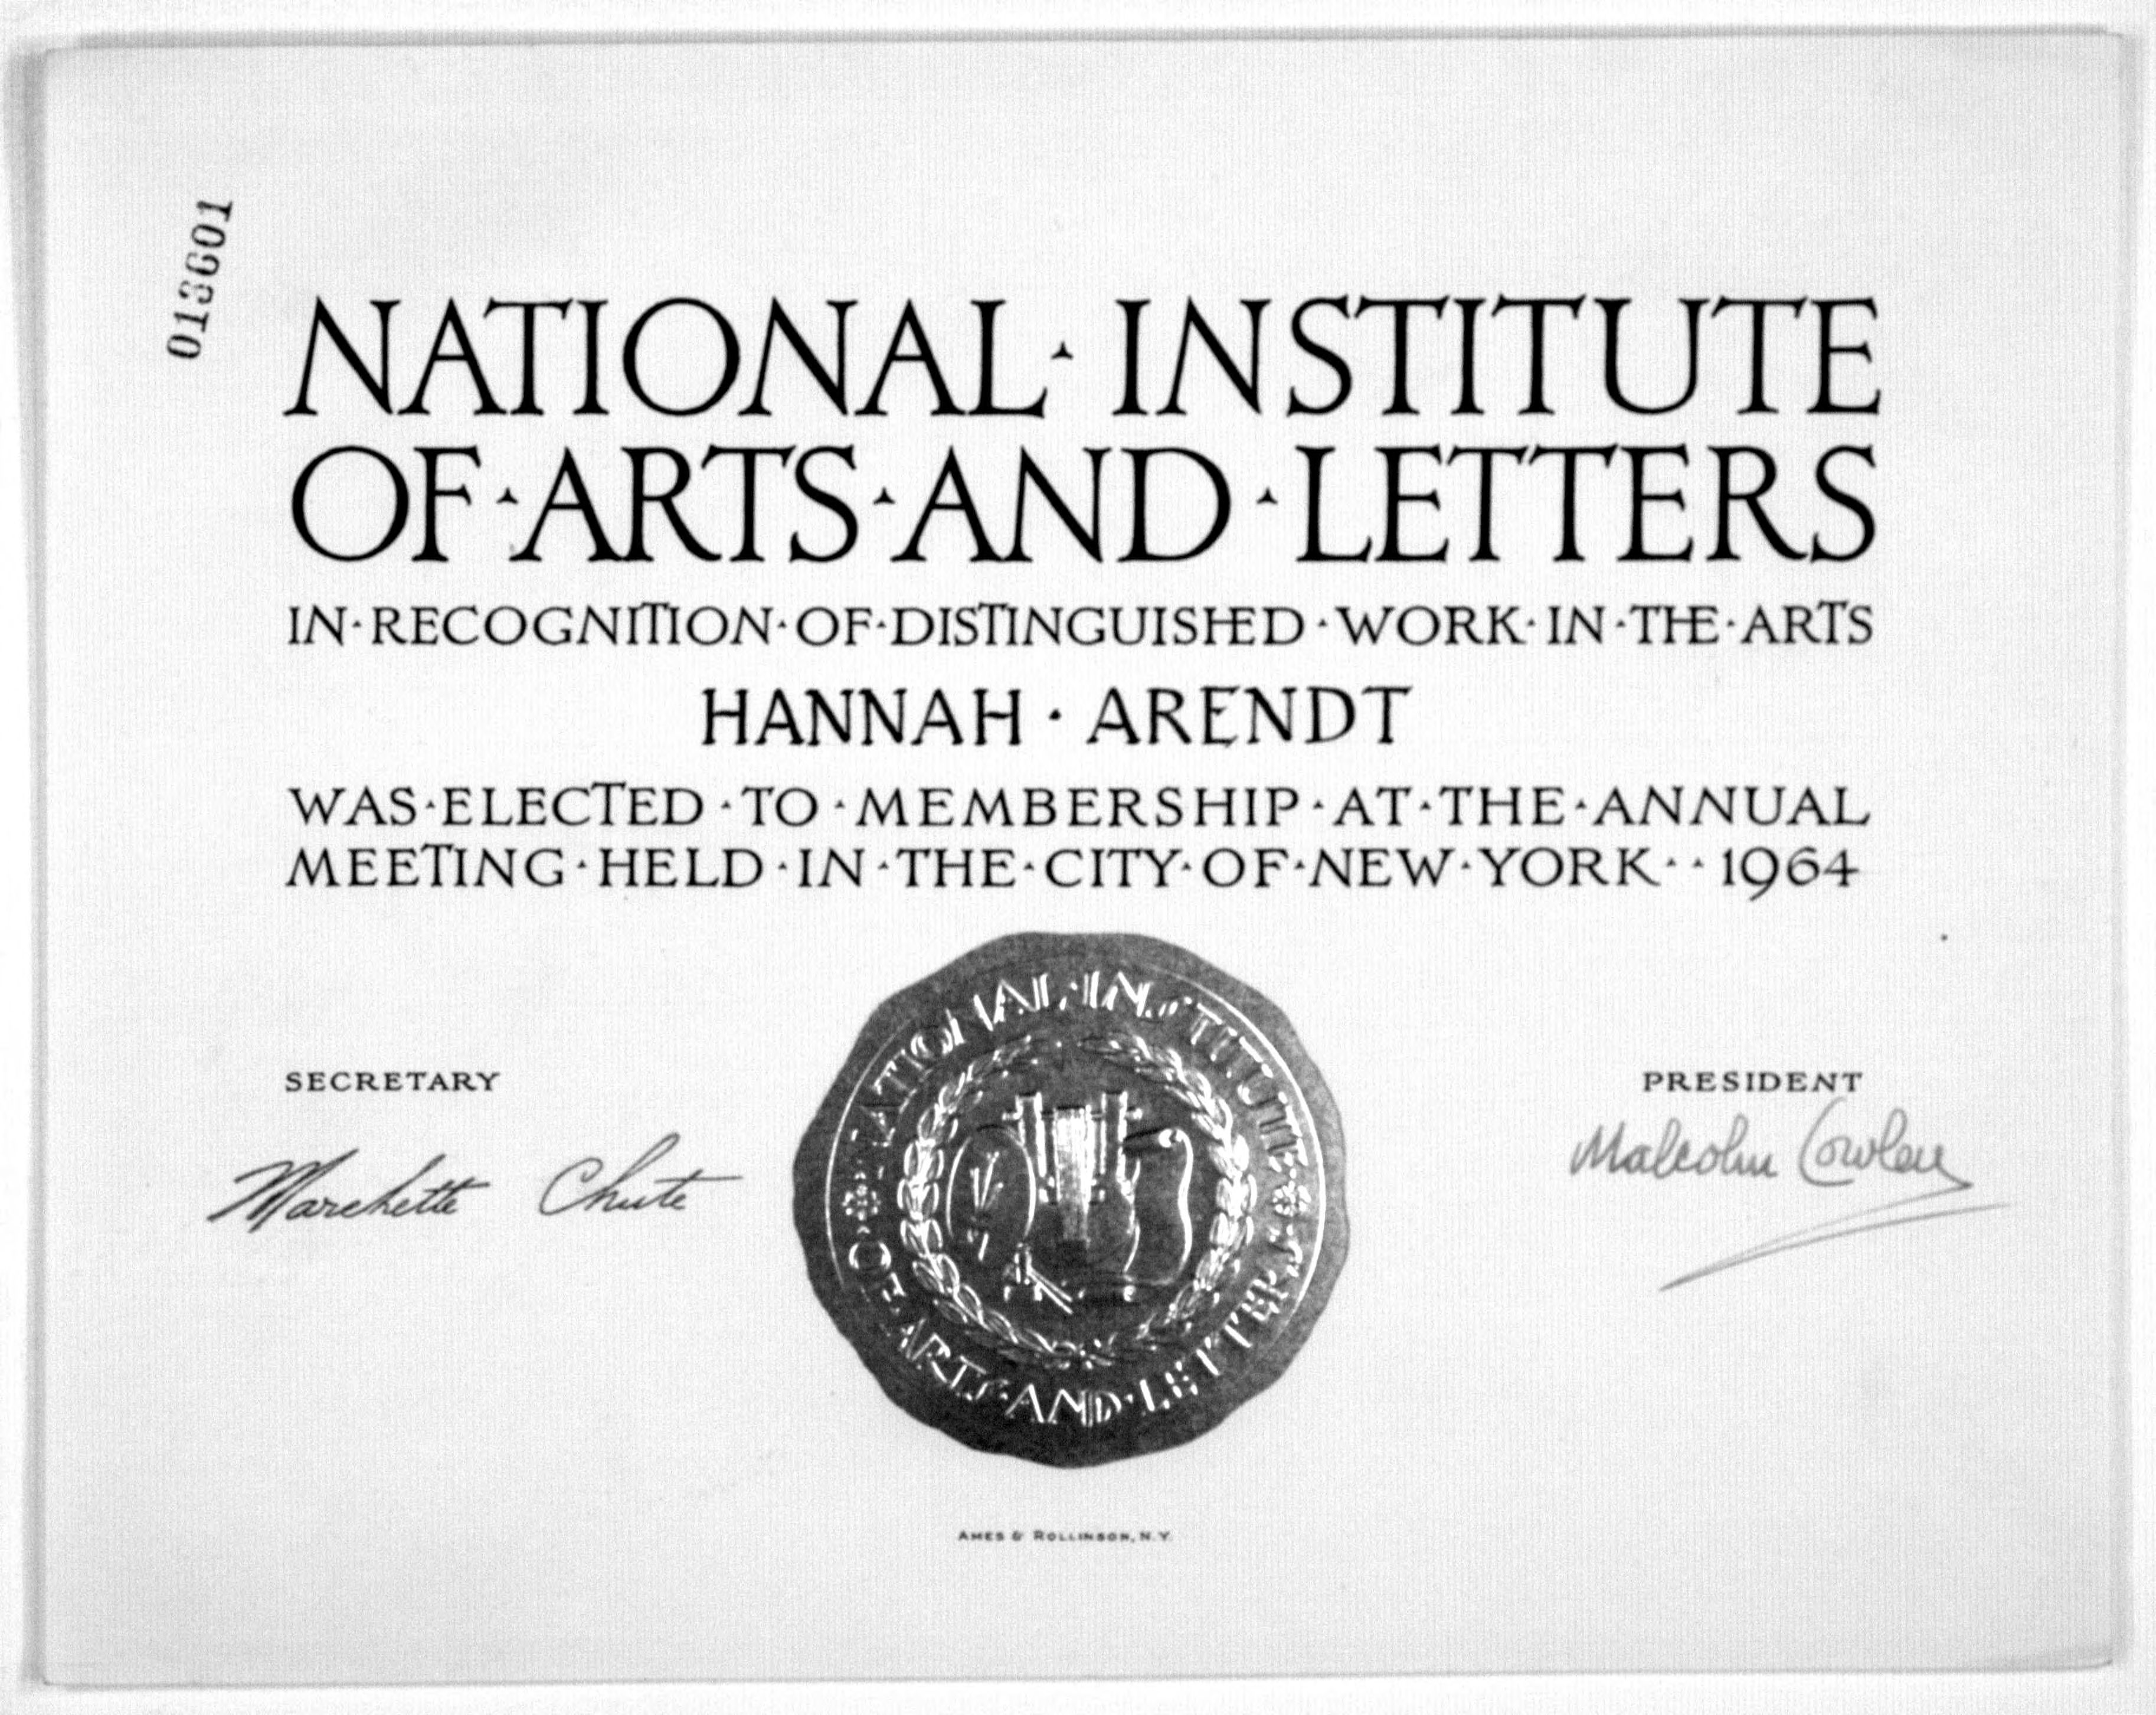 013601
NATIONAL · INSTITUTE
OF · ARTS · AND · LETTERS
IN · RECOGNITION · OF · DISTINGUISHED · WORK · IN · THE · ARTS
HANNAH · ARENDT
WAS · ELECTED · TO · MEMBERSHIP · AT · THE · ANNUAL
MEETING · HELD · IN · THE · CITY · OF · NEW · YORK · · 1964
NATIONAL · INSTITUTE
OF · ARTS · AND · LETTERS
SECRETARY
Marchette Chute
PRESIDENT
Malcolm Cowley
AMES & ROLLINSON, N.Y.